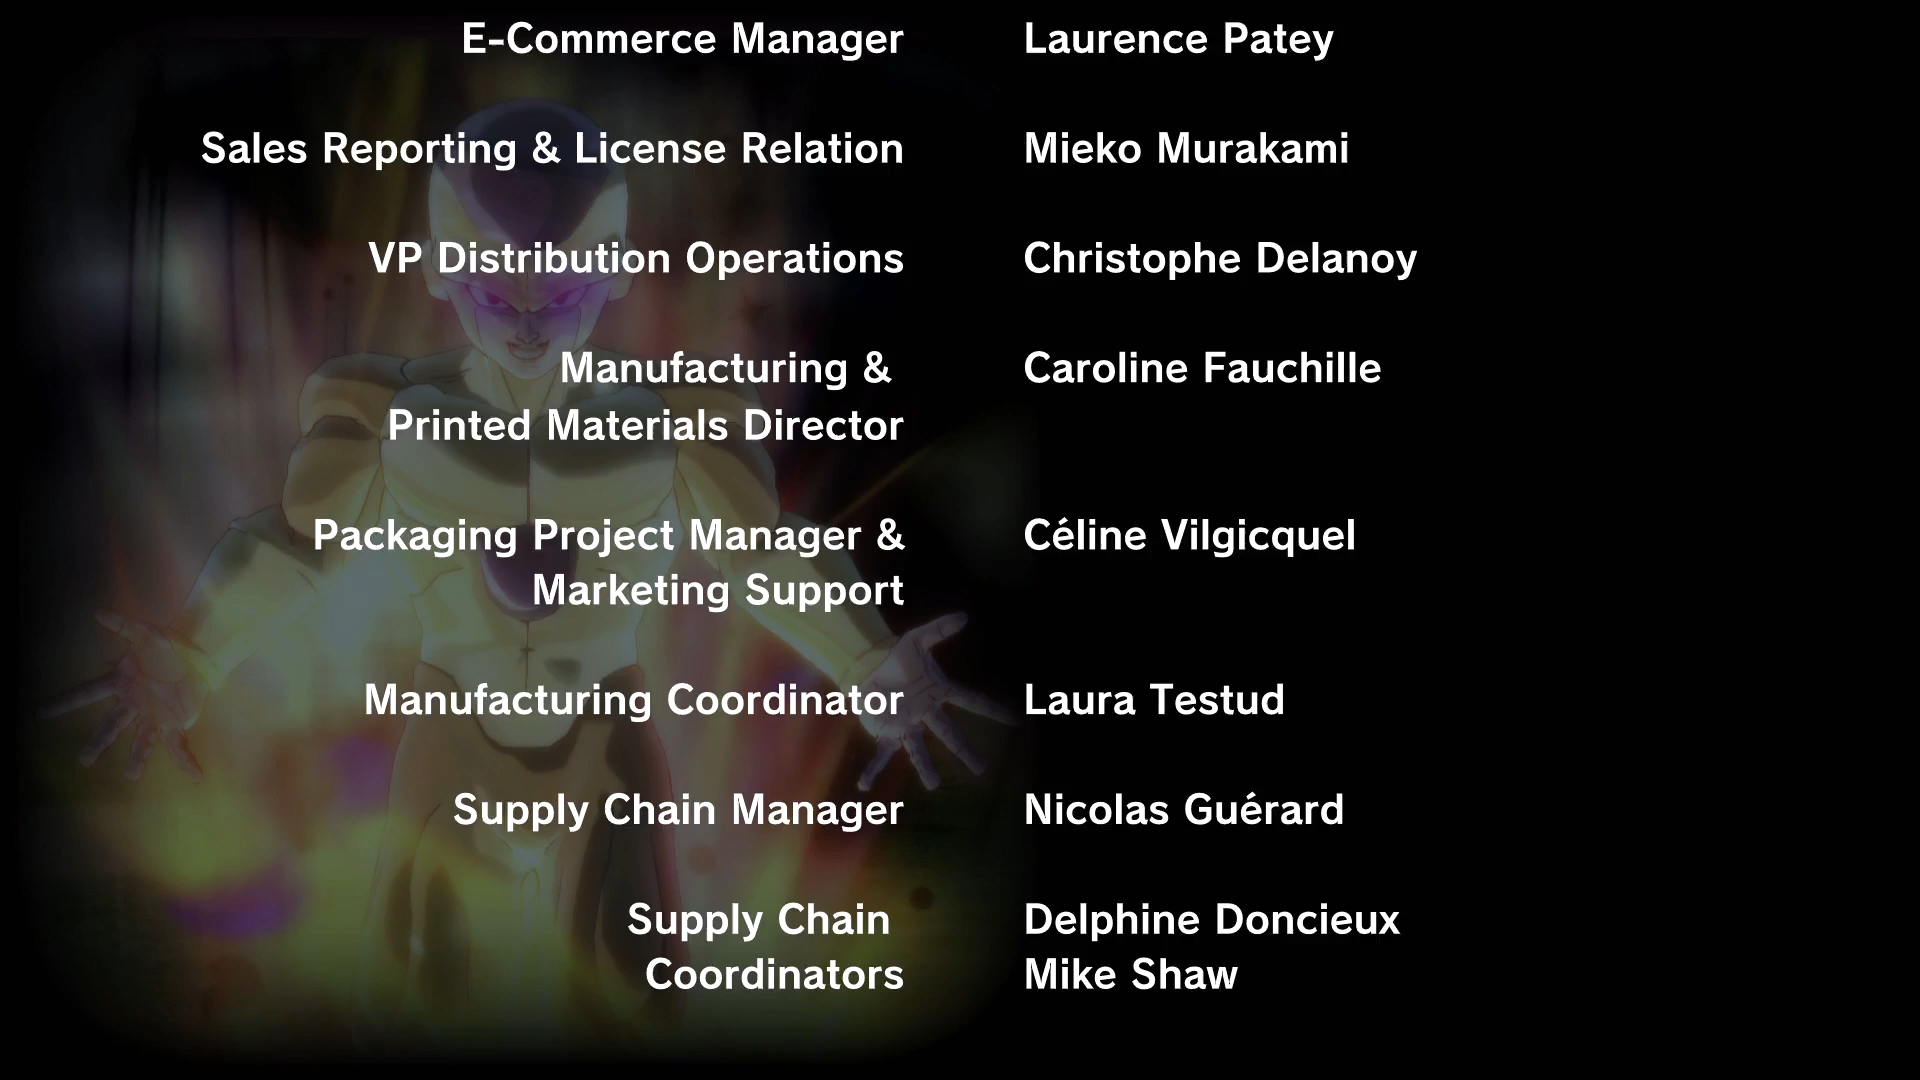 E-Commerce Manager Laurence Patey
Sales Reporting & License Relation Mieko Murakami
VP Distribution Operations Christophe Delanoy
Manufacturing & Caroline Fauchille
Printed Materials Director
Packaging Project Manager & Céline Vilgicquel
Marketing Support
Manufacturing Coordinator Laura Testud
Supply Chain Manager Nicolas Guérard
Supply Chain Delphine Doncieux
Coordinators Mike Shaw